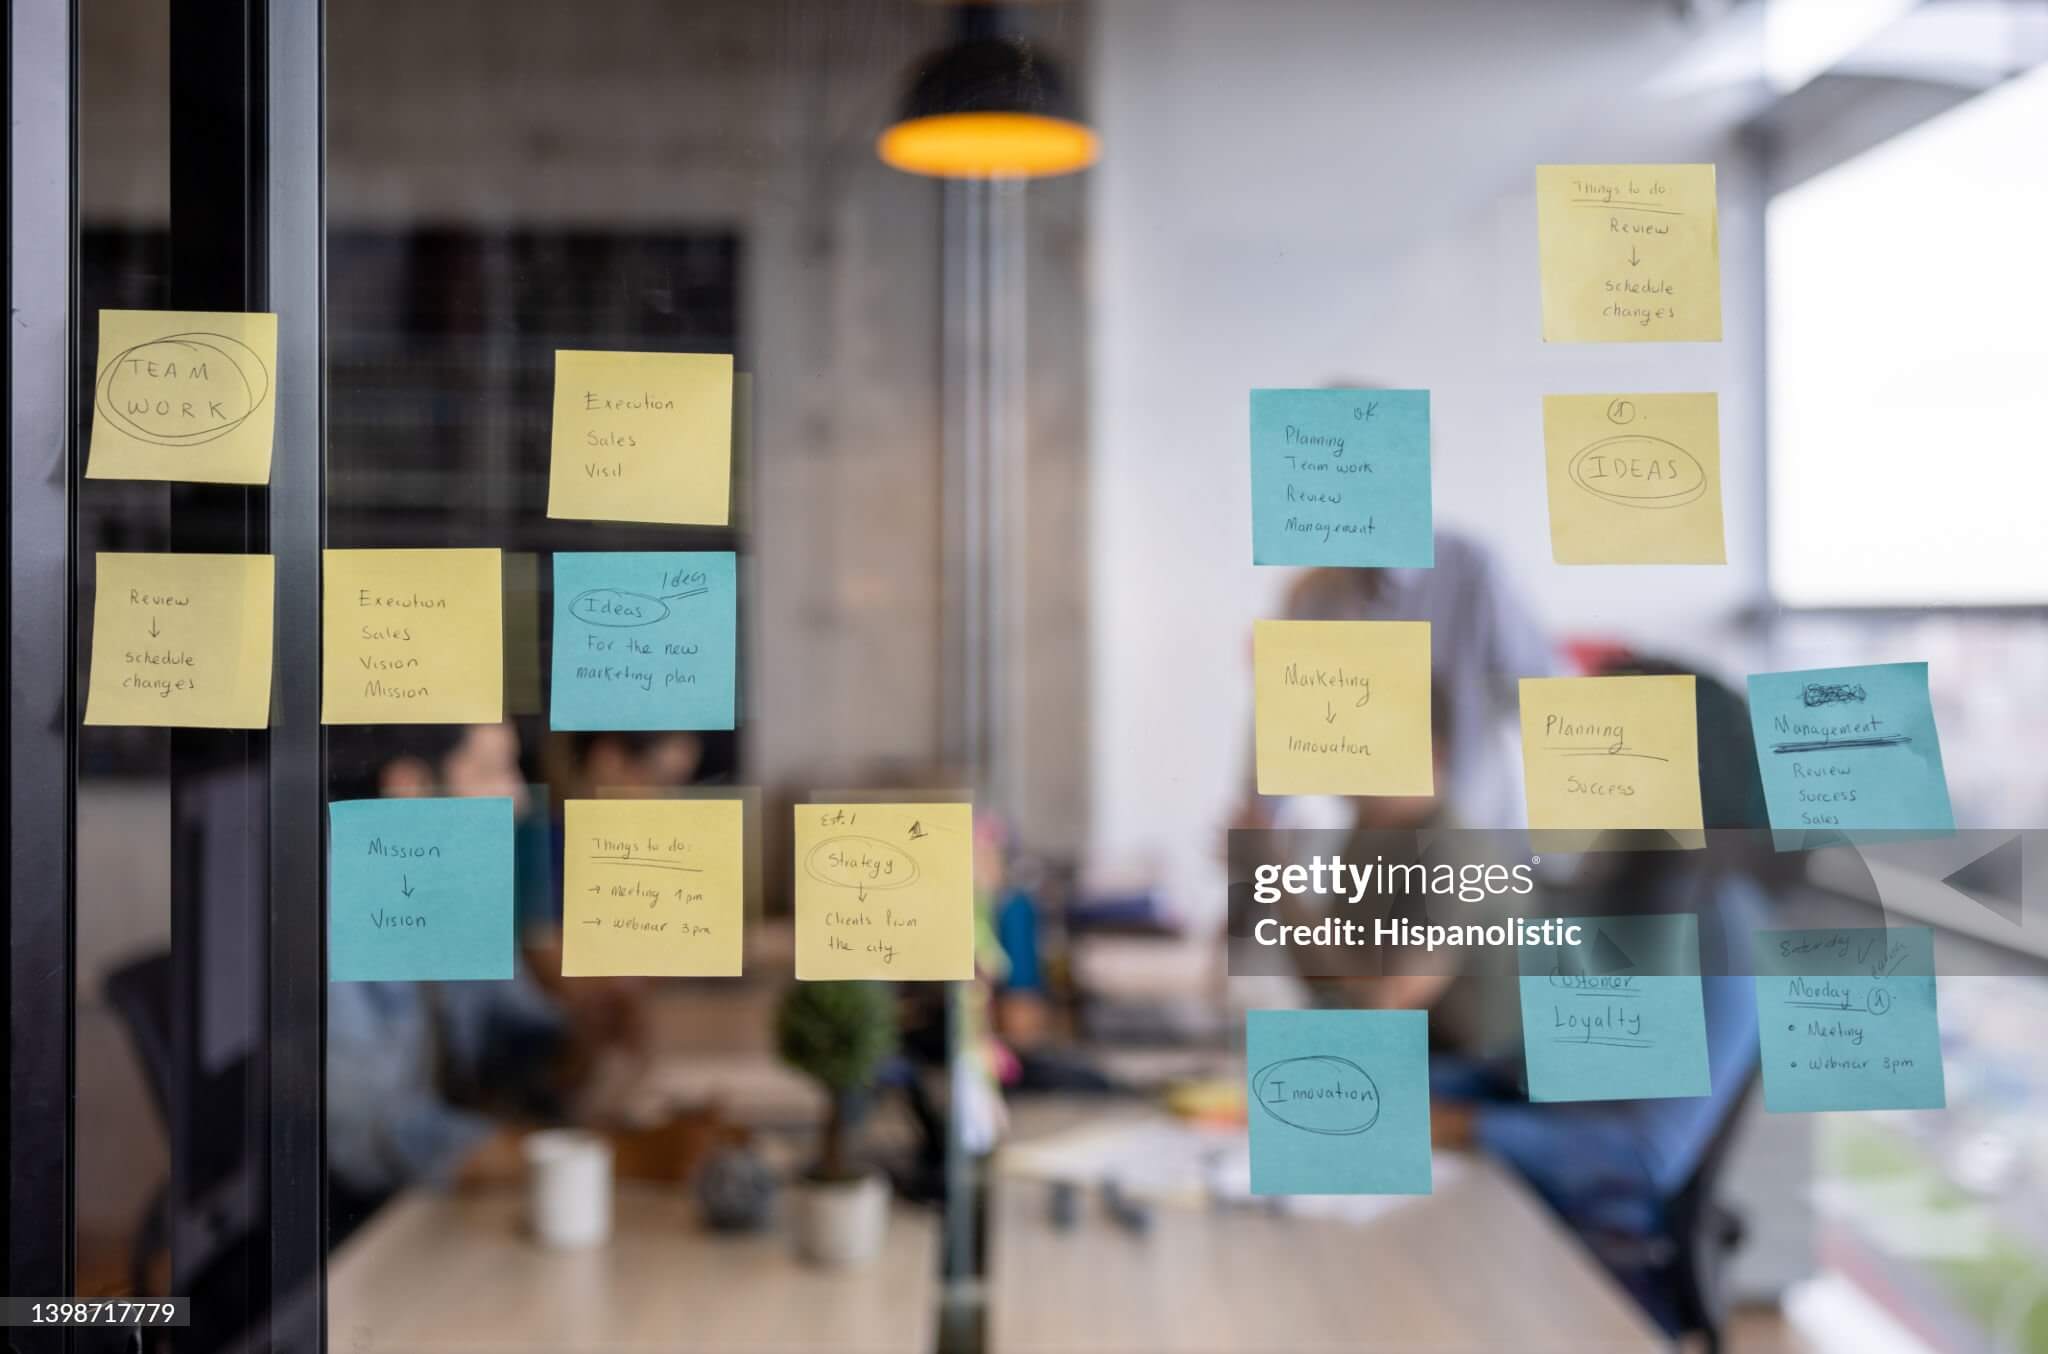 TEAM
WORK
Review
↓
schedule
changes
Execution
Sales
Vision
Mission
Execution
Sales
Visil
Ideas
Ideas
For the new
marketing plan
Mission
↓
Vision
Things to do:
→ Meeting 1pm
→ Webinar 3pm
Est. 1
1
Strategy
↓
Clients from
the city
ok
Planning
Team work
Review
Management
Marketing
↓
Innovation
Innovation
Things to do:
Review
↓
schedule
changes
1.
IDEAS
Planning
Success
Management
Review
Success
Sales
Customer
Loyalty
Monday 1.
• Meeting
• Webinar 3pm
gettyimages®
Credit: Hispanolistic
1398717779